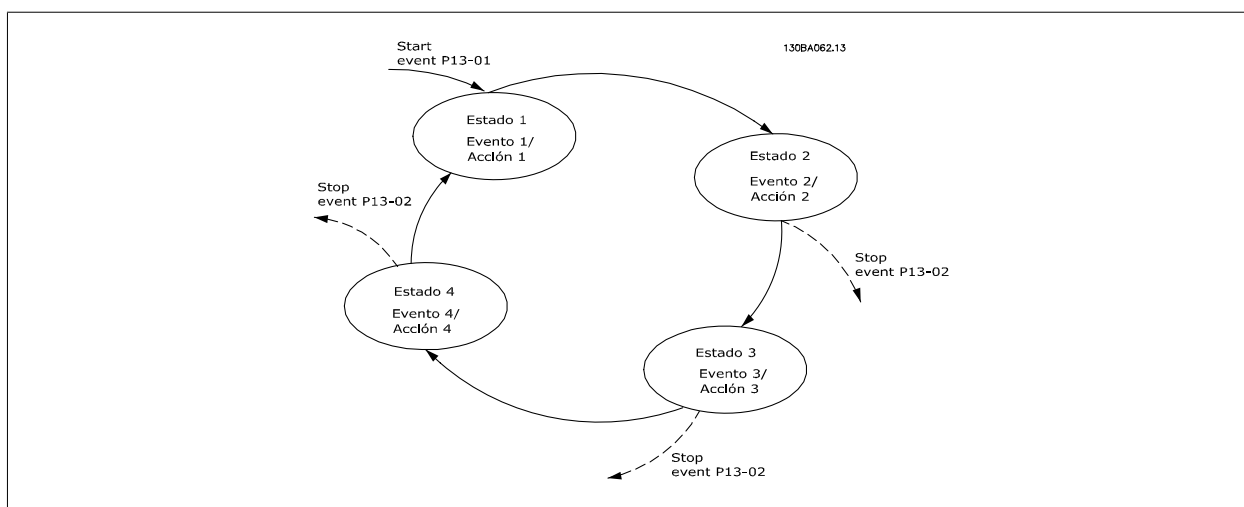 Start
event P13-01
130BA062.13
Estado 1
Evento 1/
Acción 1
Estado 2
Evento 2/
Acción 2
Stop
event P13-02
Stop
event P13-02
Estado 4
Evento 4/
Acción 4
Estado 3
Evento 3/
Acción 3
Stop
event P13-02